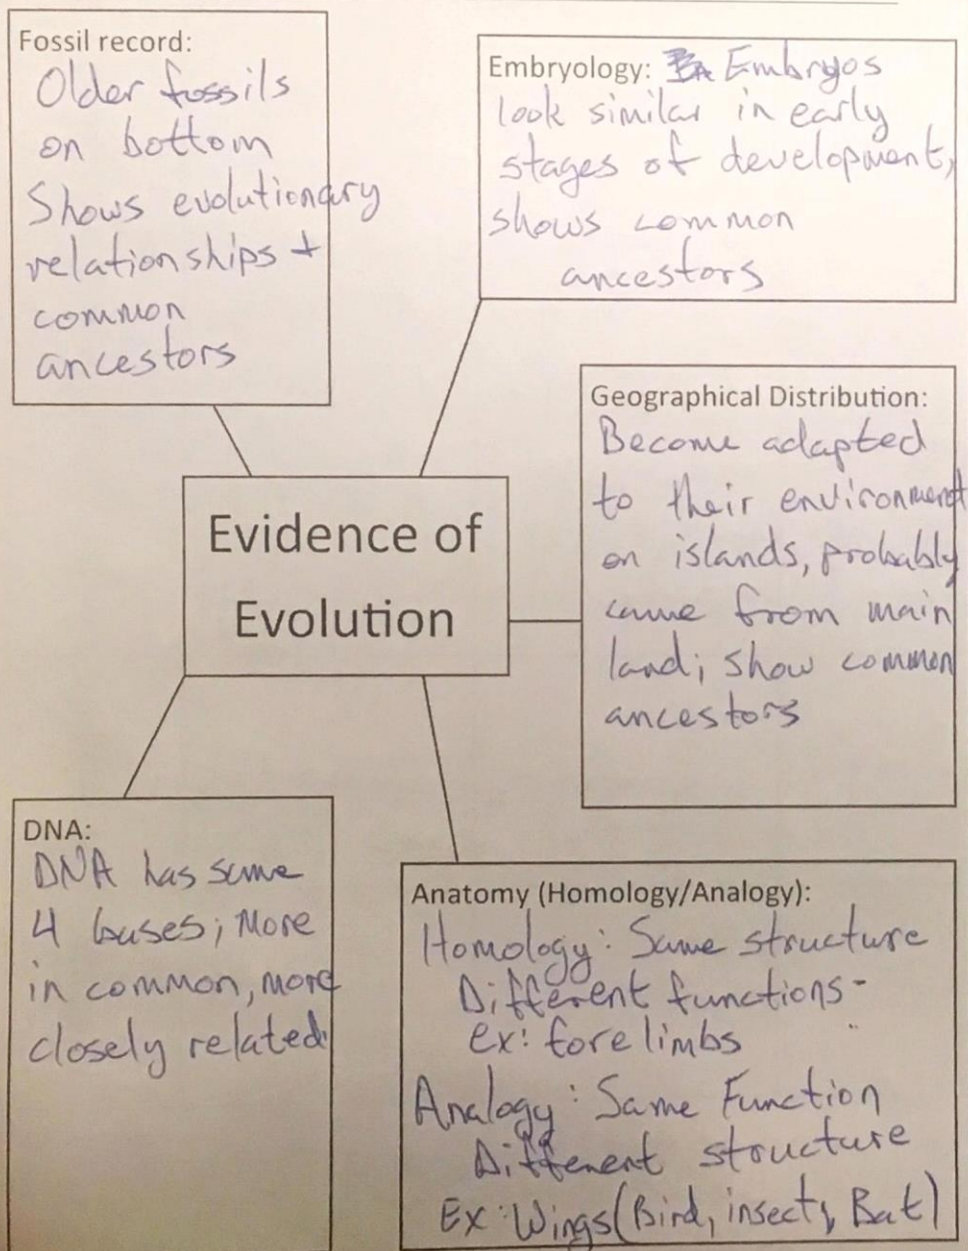 Fossil record:
Older fossils
on bottom
Shows evolutionary
relationships +
common
ancestors
Embryology: Embryos
look similar in early
stages of development,
shows common
ancestors
Geographical Distribution:
Become adapted
to their environment
on islands, probably
came from main
land; show common
ancestors
Evidence of
Evolution
DNA:
DNA has same
4 bases; More
in common, more
closely related.
Anatomy (Homology/Analogy):
Homology: Same structure
Different functions-
ex: forelimbs
Analogy: Same Function
Different structure
Ex: Wings (Bird, insect, Bat)